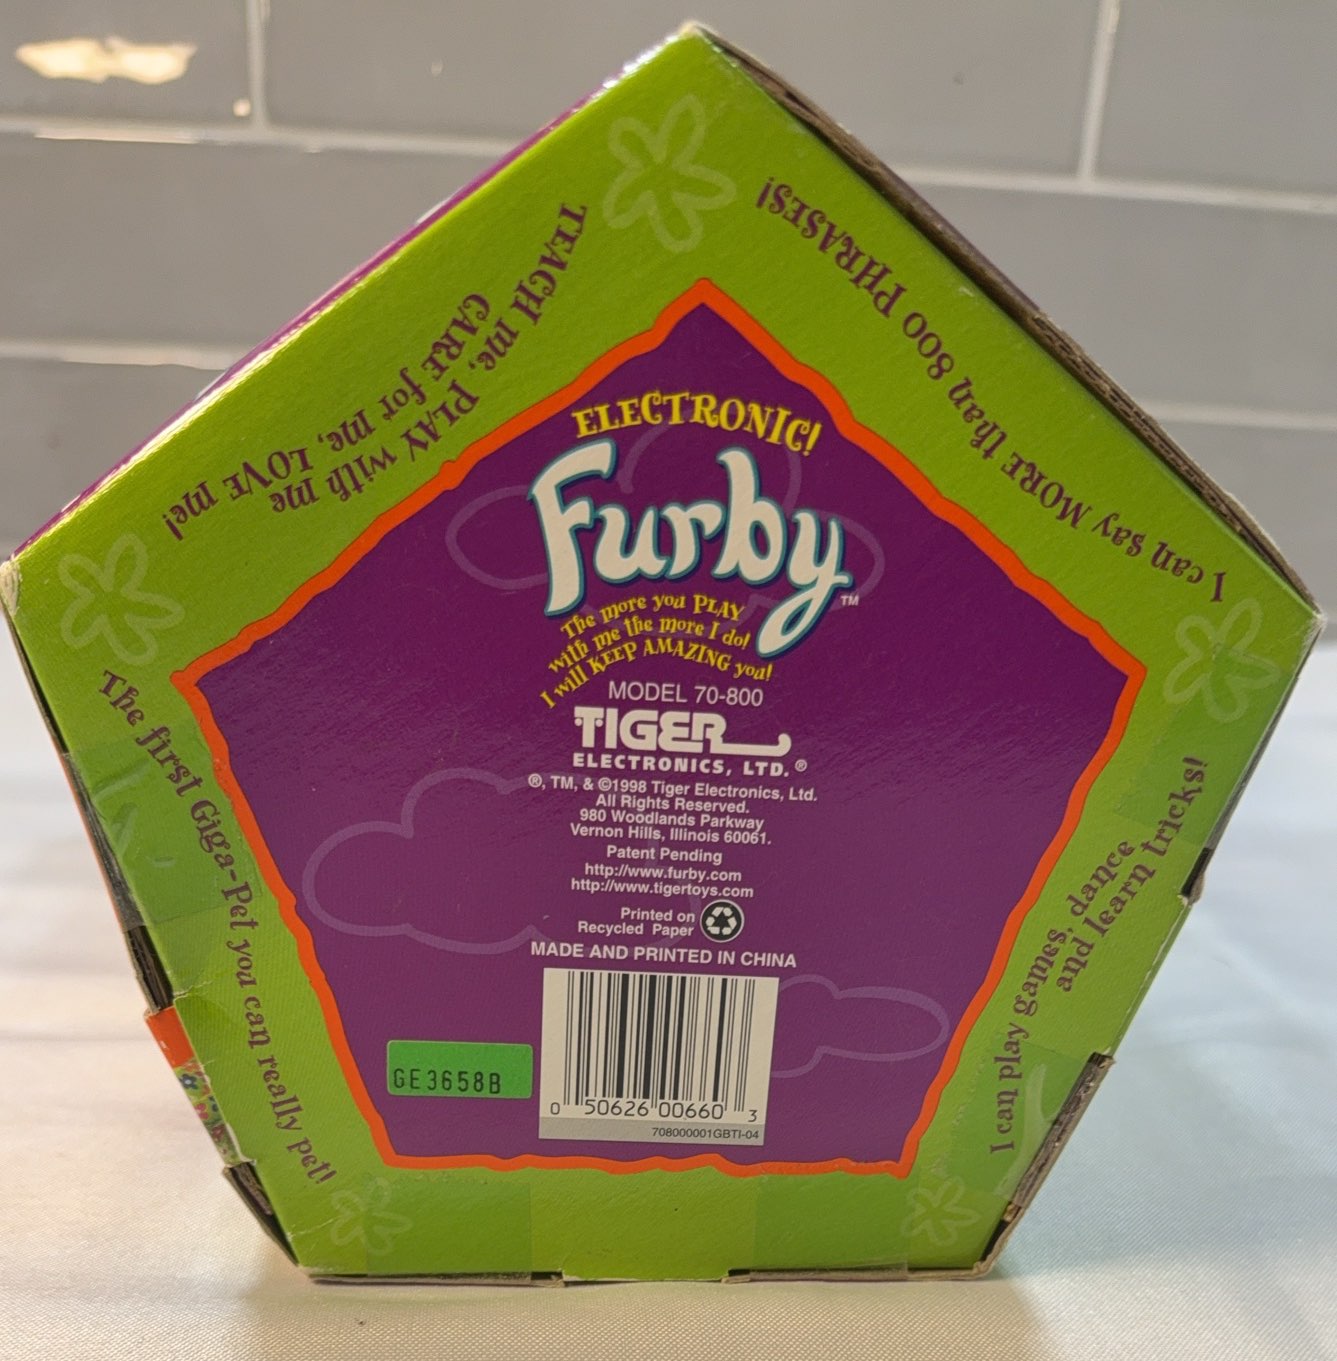 TEACH me, PLAY with me
CARE for me, LOVE me!
I can say MORE than 800 PHRASES!
ELECTRONIC!
Furby™
The more you PLAY
with me the more I do!
I will KEEP AMAZING you!
MODEL 70-800
TIGER
ELECTRONICS, LTD.®
®, TM, & ©1998 Tiger Electronics, Ltd.
All Rights Reserved.
980 Woodlands Parkway
Vernon Hills, Illinois 60061.
Patent Pending
http://www.furby.com
http://www.tigertoys.com
Printed on
Recycled Paper
MADE AND PRINTED IN CHINA
GE3658B
0 50626 00660 3
708000001GBTI-04
The first Giga-Pet you can really pet!
I can play games, dance
and learn tricks!